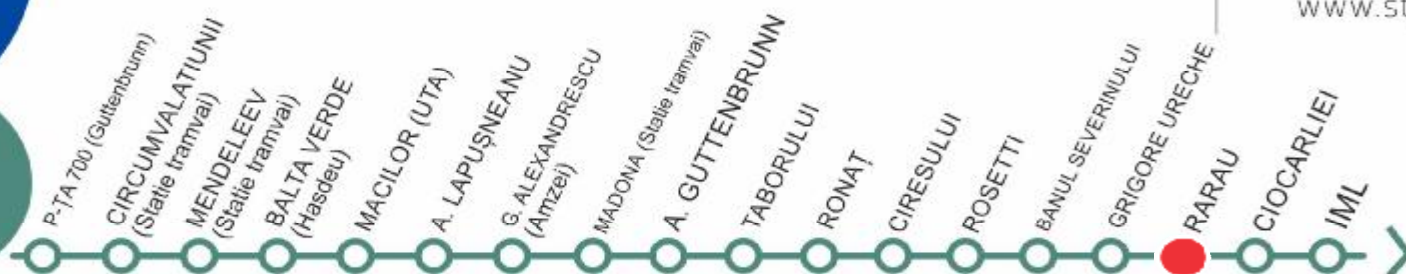 www.st
P-ȚA 700 (Guttenbrunn)
CIRCUMVALATIUNII
(Statie tramvai)
MENDELEEV
(Statie tramvai)
BALTA VERDE
(Hasdeu)
MACILOR (UTA)
A. LAPUȘNEANU
G. ALEXANDRESCU
(Amzei)
MADONA (Statie tramvai)
A. GUTTENBRUNN
TABORULUI
RONAȚ
CIRESULUI
ROSETTI
BANUL SEVERINULUI
GRIGORE URECHE
RARAU
CIOCARLIEI
IML